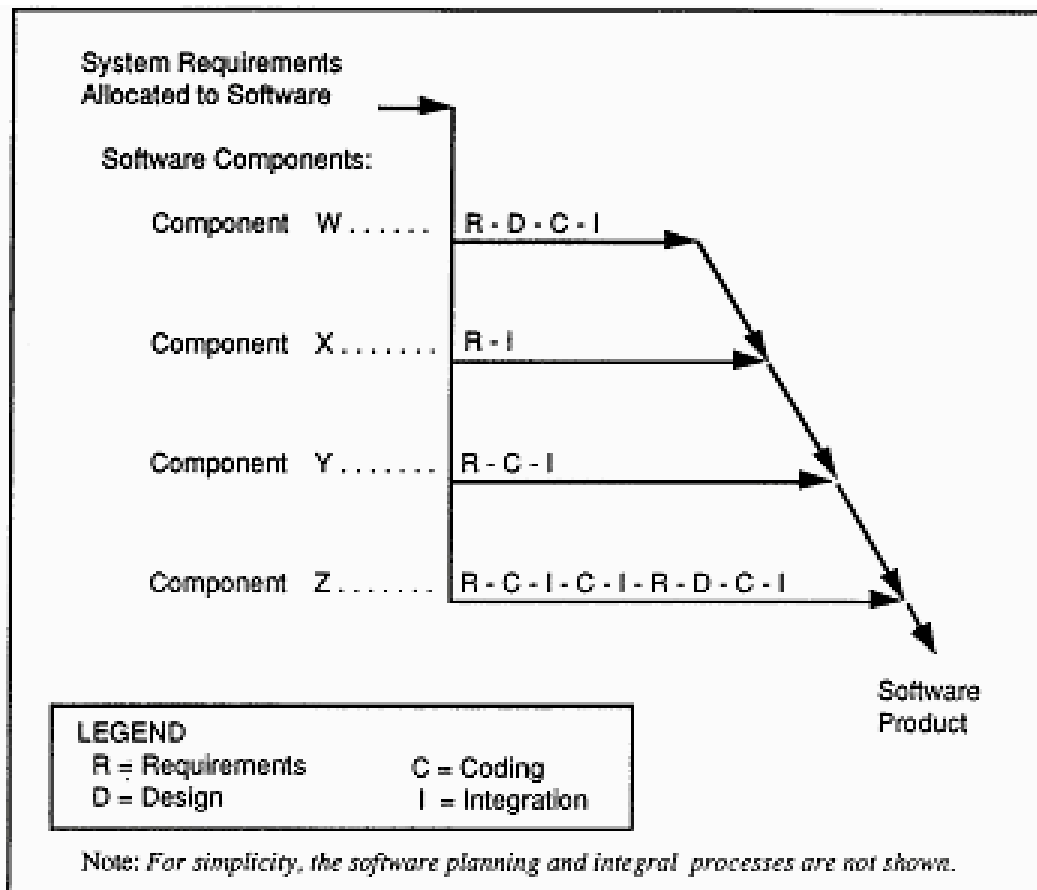 System Requirements
Allocated to Software
Software Components:
Component W ...... R - D - C - I
Component X ....... R - I
Component Y ....... R - C - I
Component Z ....... R - C - I - C - I - R - D - C - I
Software
Product
LEGEND
R = Requirements C = Coding
D = Design I = Integration
Note: For simplicity, the software planning and integral processes are not shown.